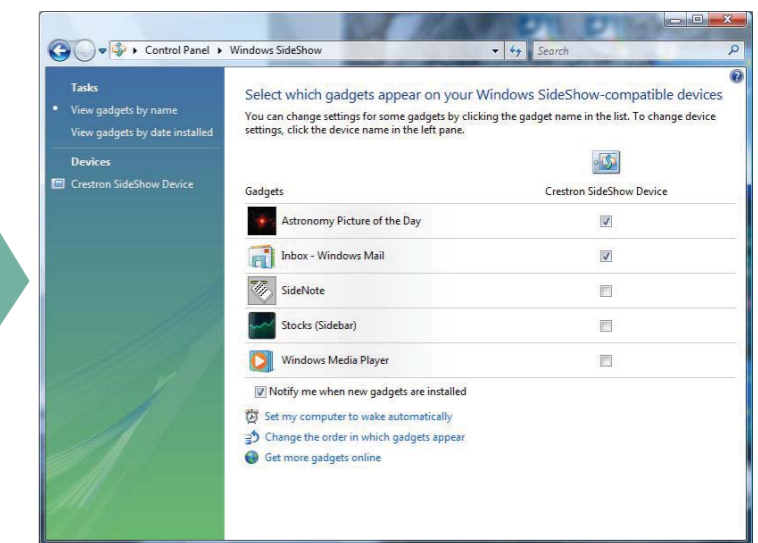 Control Panel ▸ Windows SideShow
Search
Tasks
View gadgets by name
View gadgets by date installed
Devices
Crestron SideShow Device
Select which gadgets appear on your Windows SideShow-compatible devices
You can change settings for some gadgets by clicking the gadget name in the list. To change device
settings, click the device name in the left pane.
Gadgets
Crestron SideShow Device
Astronomy Picture of the Day
Inbox - Windows Mail
SideNote
Stocks (Sidebar)
Windows Media Player
Notify me when new gadgets are installed
Set my computer to wake automatically
Change the order in which gadgets appear
Get more gadgets online